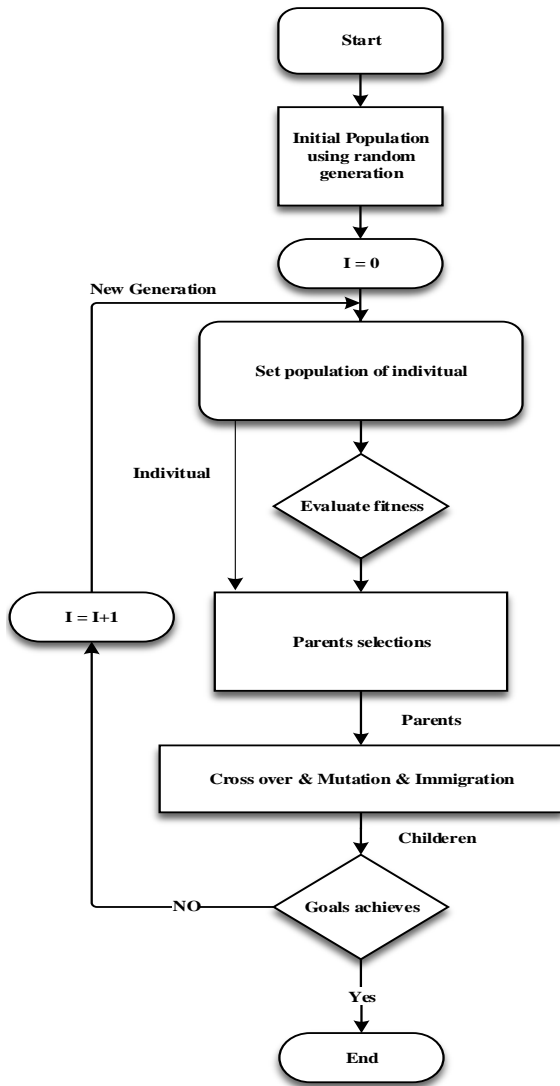 Start
Initial Population
using random
generation
I = 0
New Generation
Set population of indivitual
Indivitual
Evaluate fitness
I = I+1
Parents selections
Parents
Cross over & Mutation & Immigration
Childeren
Goals achieves
NO
Yes
End